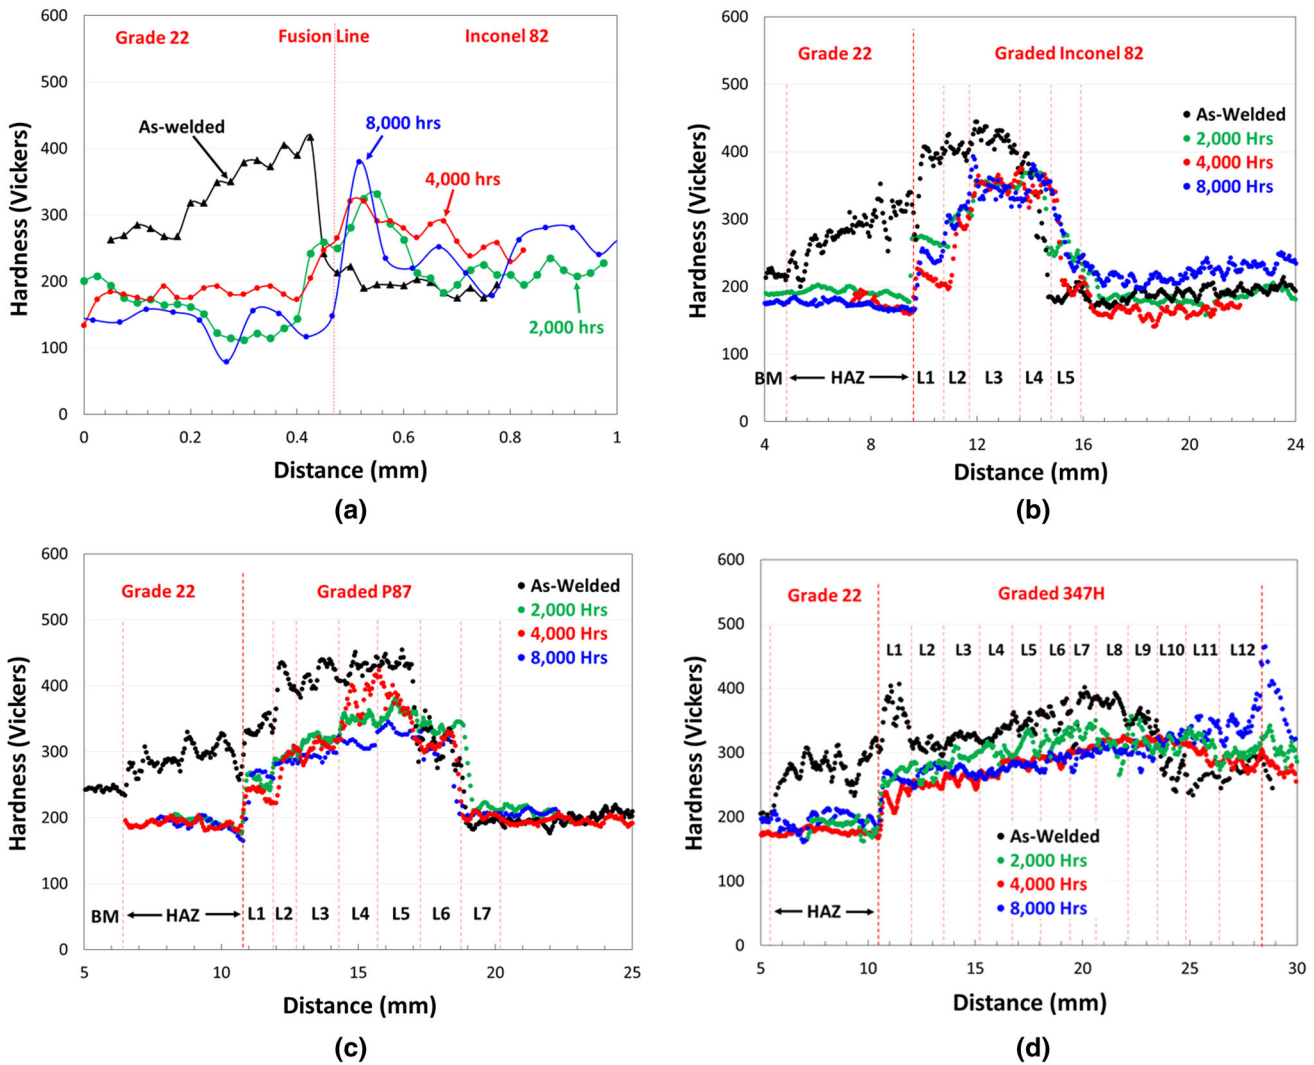 600
500
400
300
200
100
0
Hardness (Vickers)
Grade 22
Fusion Line
Inconel 82
As-welded
8,000 hrs
4,000 hrs
2,000 hrs
0 0.2 0.4 0.6 0.8 1
Distance (mm)
(a)
600
500
400
300
200
100
0
Hardness (Vickers)
Grade 22
Graded Inconel 82
As-Welded
2,000 Hrs
4,000 Hrs
8,000 Hrs
BM HAZ L1 L2 L3 L4 L5
4 8 12 16 20 24
Distance (mm)
(b)
600
500
400
300
200
100
0
Hardness (Vickers)
Grade 22
Graded P87
As-Welded
2,000 Hrs
4,000 Hrs
8,000 Hrs
BM HAZ L1 L2 L3 L4 L5 L6 L7
5 10 15 20 25
Distance (mm)
(c)
600
500
400
300
200
100
0
Hardness (Vickers)
Grade 22
Graded 347H
L1 L2 L3 L4 L5 L6 L7 L8 L9 L10 L11 L12
As-Welded
2,000 Hrs
4,000 Hrs
8,000 Hrs
HAZ
5 10 15 20 25 30
Distance (mm)
(d)